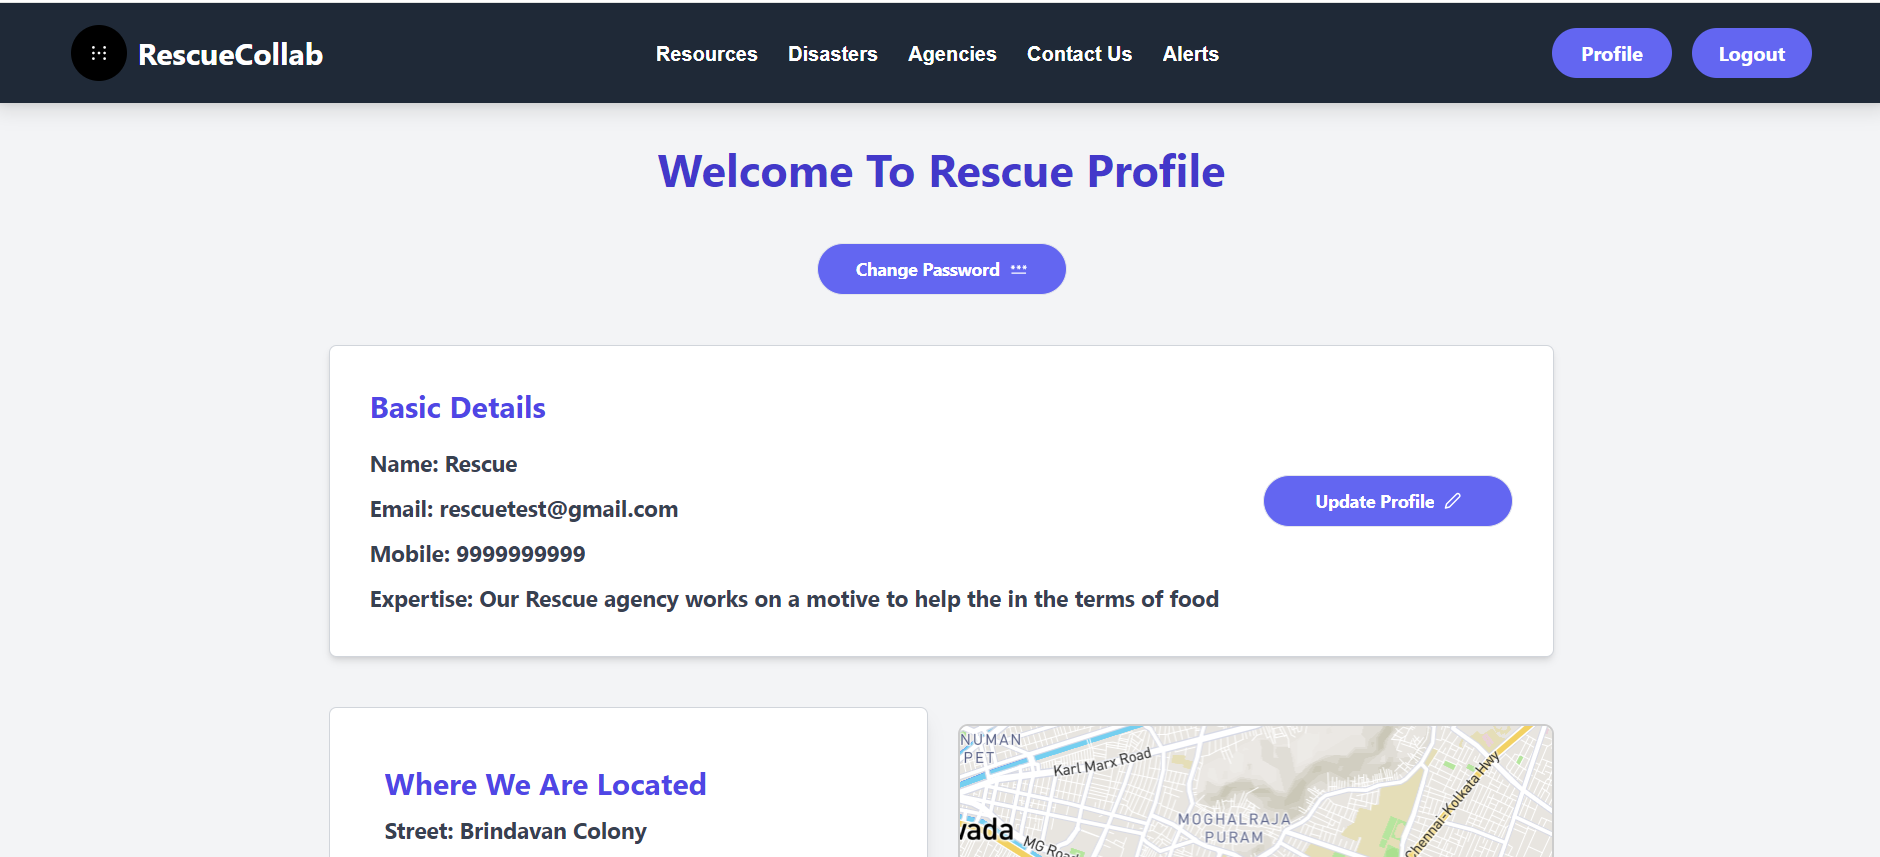 RescueCollab
Resources Disasters Agencies Contact Us Alerts
Profile Logout
Welcome To Rescue Profile
Change Password
Basic Details
Name: Rescue
Email: rescuetest@gmail.com
Mobile: 9999999999
Expertise: Our Rescue agency works on a motive to help the in the terms of food
Update Profile
Where We Are Located
Street: Brindavan Colony
NUMAN
PET
Karl Marx Road
Chennai-Kolkata Hwy
MOGHALRAJA
PURAM
vada
MG Road